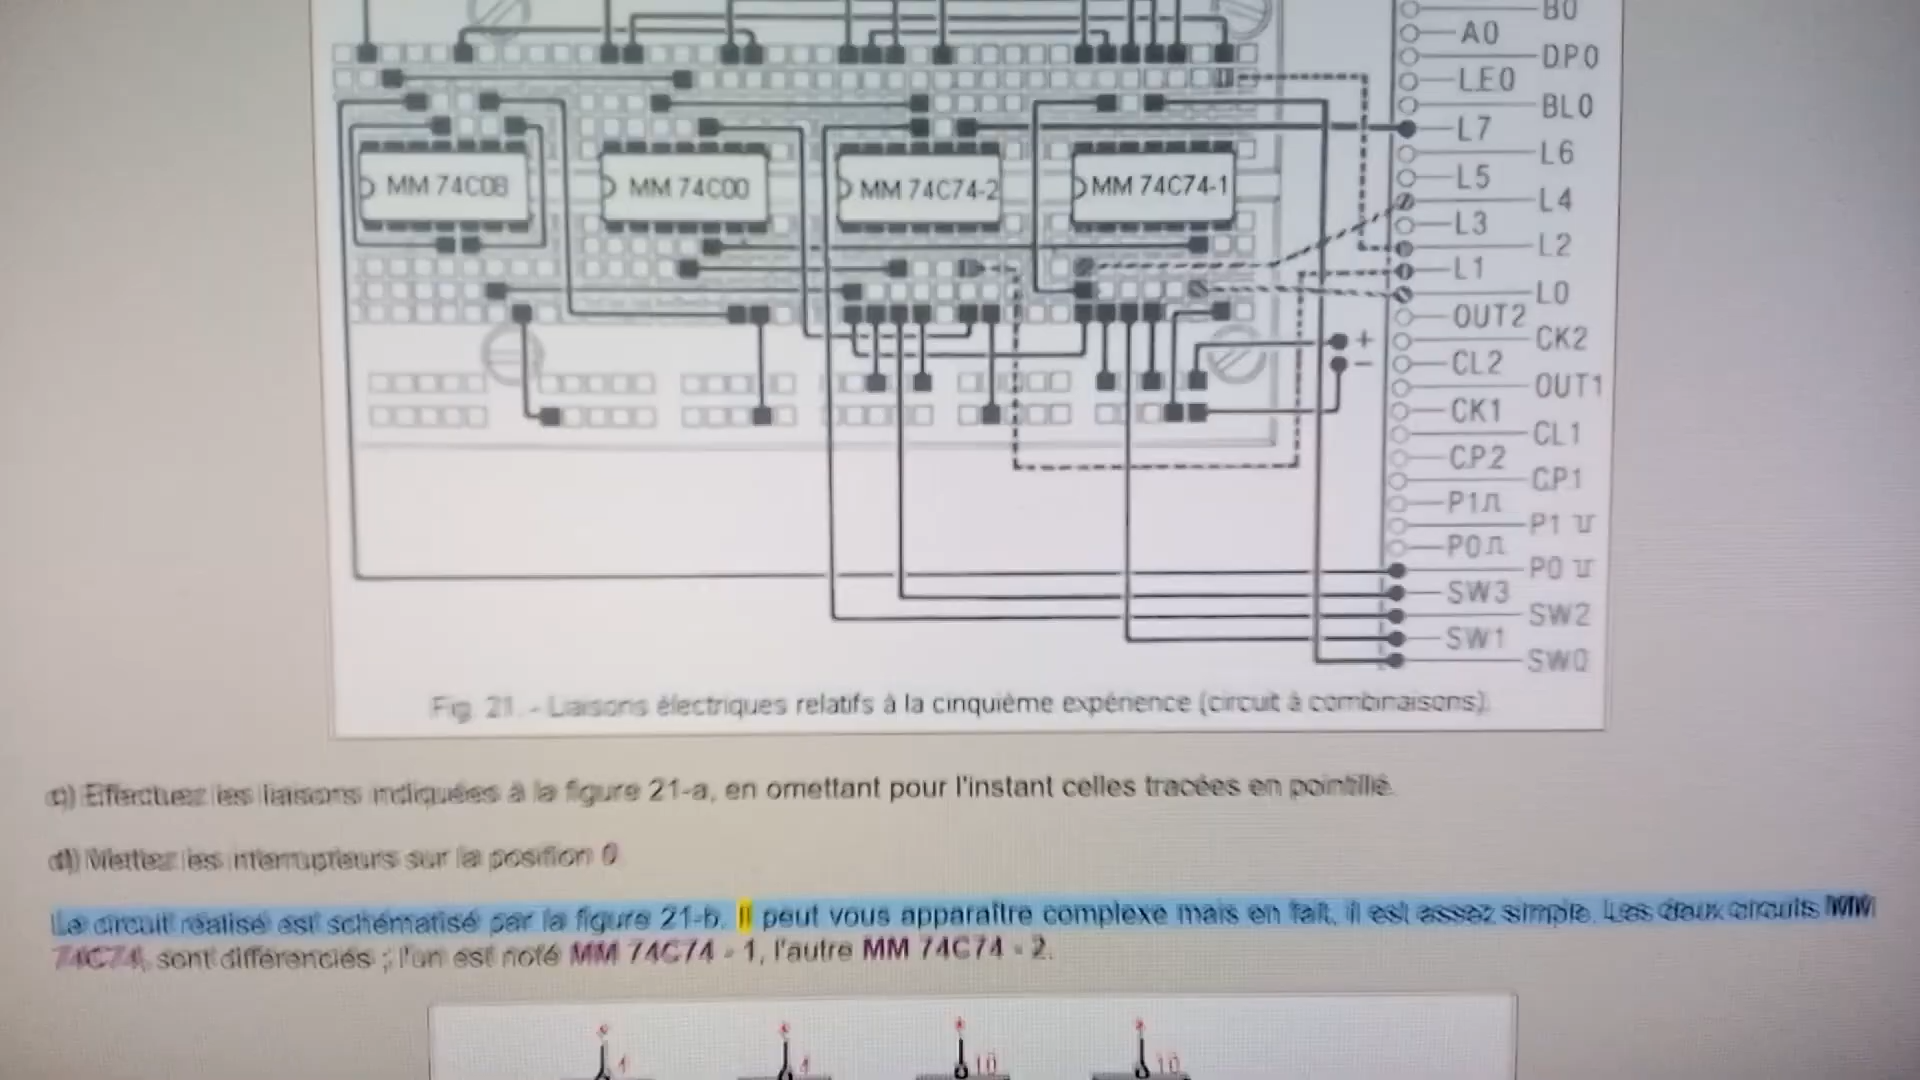 B0
A0
DP0
LE0
BL0
L7
L6
L5
L4
L3
L2
L1
L0
OUT2
CK2
+
CL2
-
OUT1
CK1
CL1
CP2
CP1
P1
P1
P0
P0
SW3
SW2
SW1
SW0
MM 74C08
MM 74C00
MM 74C74-2
MM 74C74-1
Fig. 21. - Liaisons électriques relatifs à la cinquième expérience (circuit à combinaisons).
c) Effectuez les liaisons indiquées à la figure 21-a, en omettant pour l'instant celles tracées en pointillé.
d) Mettez les interrupteurs sur la position 0.
Le circuit réalisé est schématisé par la figure 21-b. Il peut vous apparaître complexe mais en fait, il est assez simple. Les deux circuits MM
74C74, sont différenciés ; l'un est noté MM 74C74 - 1, l'autre MM 74C74 - 2.
4
4
10
10